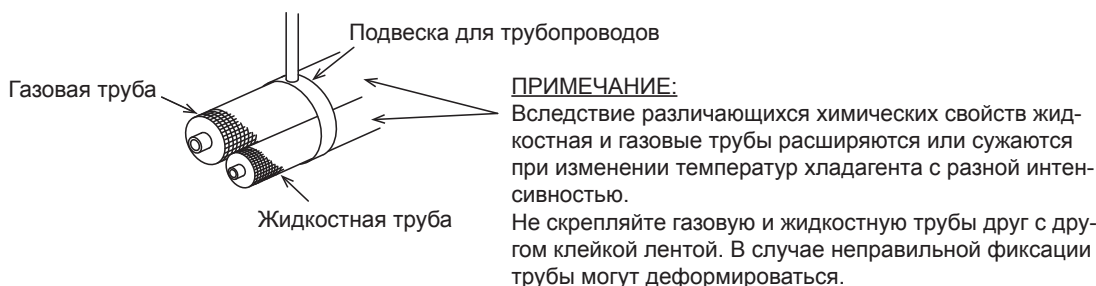 Подвеска для трубопроводов
Газовая труба
Жидкостная труба
ПРИМЕЧАНИЕ:
Вследствие различающихся химических свойств жид-
костная и газовые трубы расширяются или сужаются
при изменении температур хладагента с разной интен-
сивностью.
Не скрепляйте газовую и жидкостную трубы друг с дру-
гом клейкой лентой. В случае неправильной фиксации
трубы могут деформироваться.